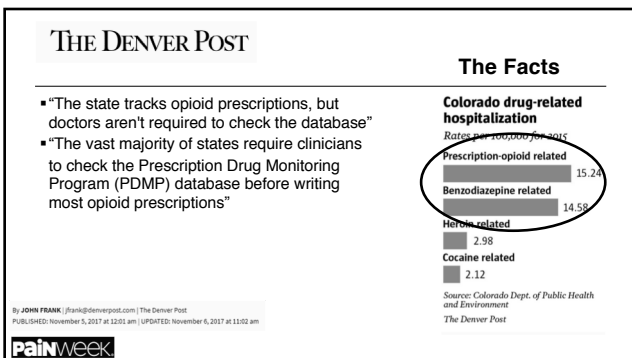 THE DENVER POST
The Facts
▪“The state tracks opioid prescriptions, but
doctors aren't required to check the database”
▪“The vast majority of states require clinicians
to check the Prescription Drug Monitoring
Program (PDMP) database before writing
most opioid prescriptions”
Colorado drug-related
hospitalization
Rates per 100,000 for 2015
Prescription-opioid related
15.24
Benzodiazepine related
14.58
Heroin related
2.98
Cocaine related
2.12
Source: Colorado Dept. of Public Health
and Environment
The Denver Post
By JOHN FRANK | jfrank@denverpost.com | The Denver Post
PUBLISHED: November 5, 2017 at 12:01 am | UPDATED: November 6, 2017 at 11:02 am
PAINWEEK.